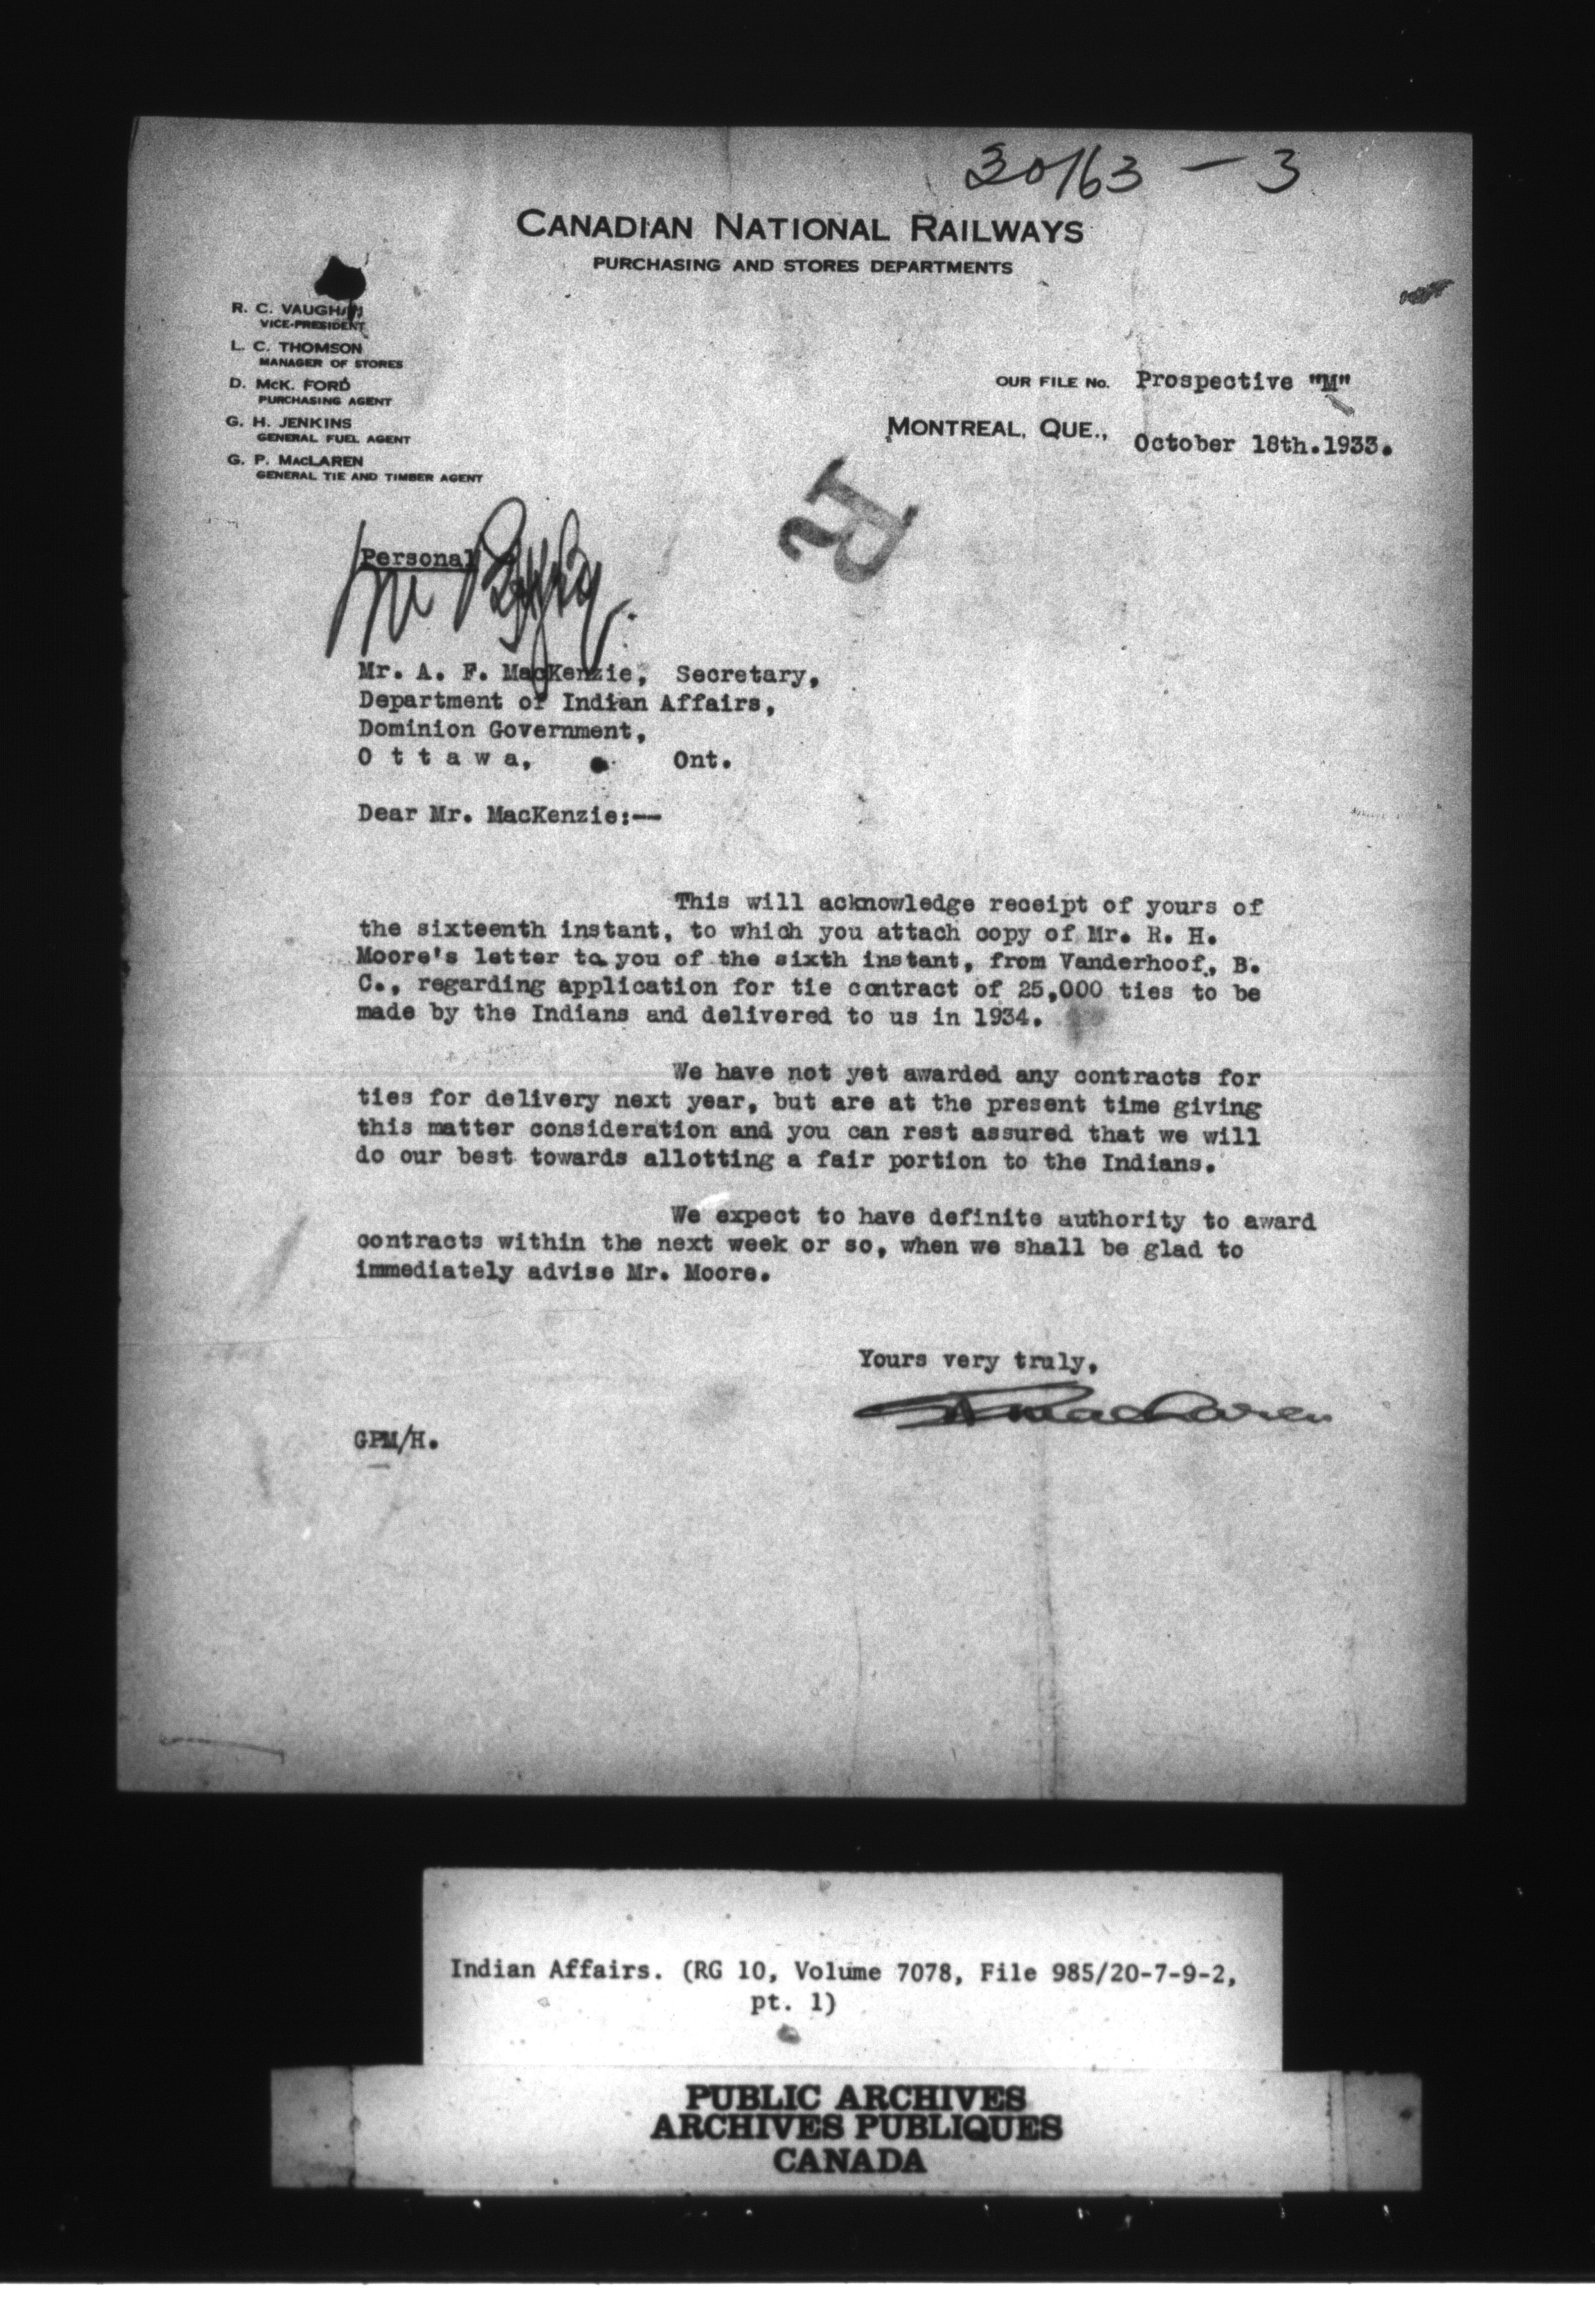 30163 - 3
CANADIAN NATIONAL RAILWAYS
PURCHASING AND STORES DEPARTMENTS
R. C. VAUGHAN
VICE-PRESIDENT
L. C. THOMSON
MANAGER OF STORES
D. McK. FORD
PURCHASING AGENT
G. H. JENKINS
GENERAL FUEL AGENT
G. P. MacLAREN
GENERAL TIE AND TIMBER AGENT
OUR FILE No. Prospective "M"
MONTREAL, QUE., October 18th.1933.
R
Personal
Mr. A. F. MacKenzie, Secretary,
Department of Indian Affairs,
Dominion Government,
O t t a w a, Ont.
Dear Mr. MacKenzie:--
This will acknowledge receipt of yours of
the sixteenth instant, to which you attach copy of Mr. R. H.
Moore's letter to you of the sixth instant, from Vanderhoof, B.
C., regarding application for tie contract of 25,000 ties to be
made by the Indians and delivered to us in 1934.
We have not yet awarded any contracts for
ties for delivery next year, but are at the present time giving
this matter consideration and you can rest assured that we will
do our best towards allotting a fair portion to the Indians.
We expect to have definite authority to award
contracts within the next week or so, when we shall be glad to
immediately advise Mr. Moore.
Yours very truly,
GPMacLaren
GPM/H.
Indian Affairs. (RG 10, Volume 7078, File 985/20-7-9-2,
pt. 1)
PUBLIC ARCHIVES
ARCHIVES PUBLIQUES
CANADA